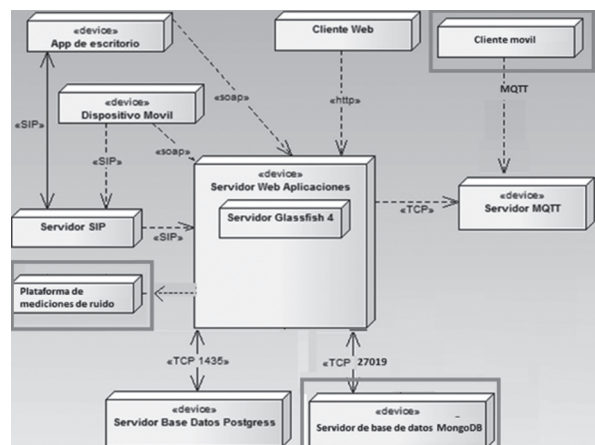 «device»
App de escritorio
Cliente Web
Cliente movil
MQTT
«soap»
«http»
«device»
Dispositivo Movil
«SIP»
«SIP»
«soap»
«device»
Servidor Web Aplicaciones
Servidor Glassfish 4
«TCP»
«device»
Servidor MQTT
Servidor SIP
«SIP»
Plataforma de
mediciones de ruido
«TCP 1435»
«TCP 27019
«device»
Servidor Base Datos Postgress
«device»
Servidor de base de datos MongoDB